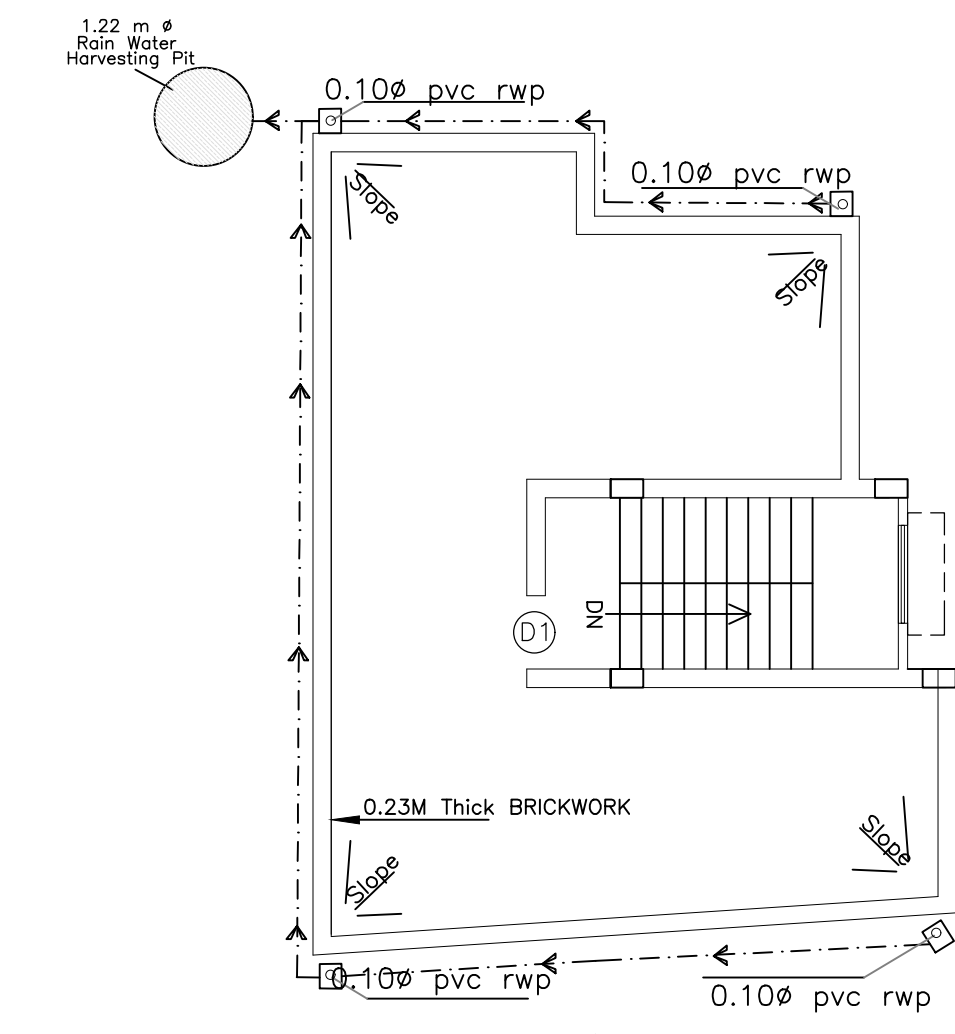 1.22 m ø
Rain Water
Harvesting Pit
0.10ø pvc rwp
0.10ø pvc rwp
Slope
Slope
DN
D1
0.23M Thick BRICKWORK
Slope
Slope
0.10ø pvc rwp
0.10ø pvc rwp